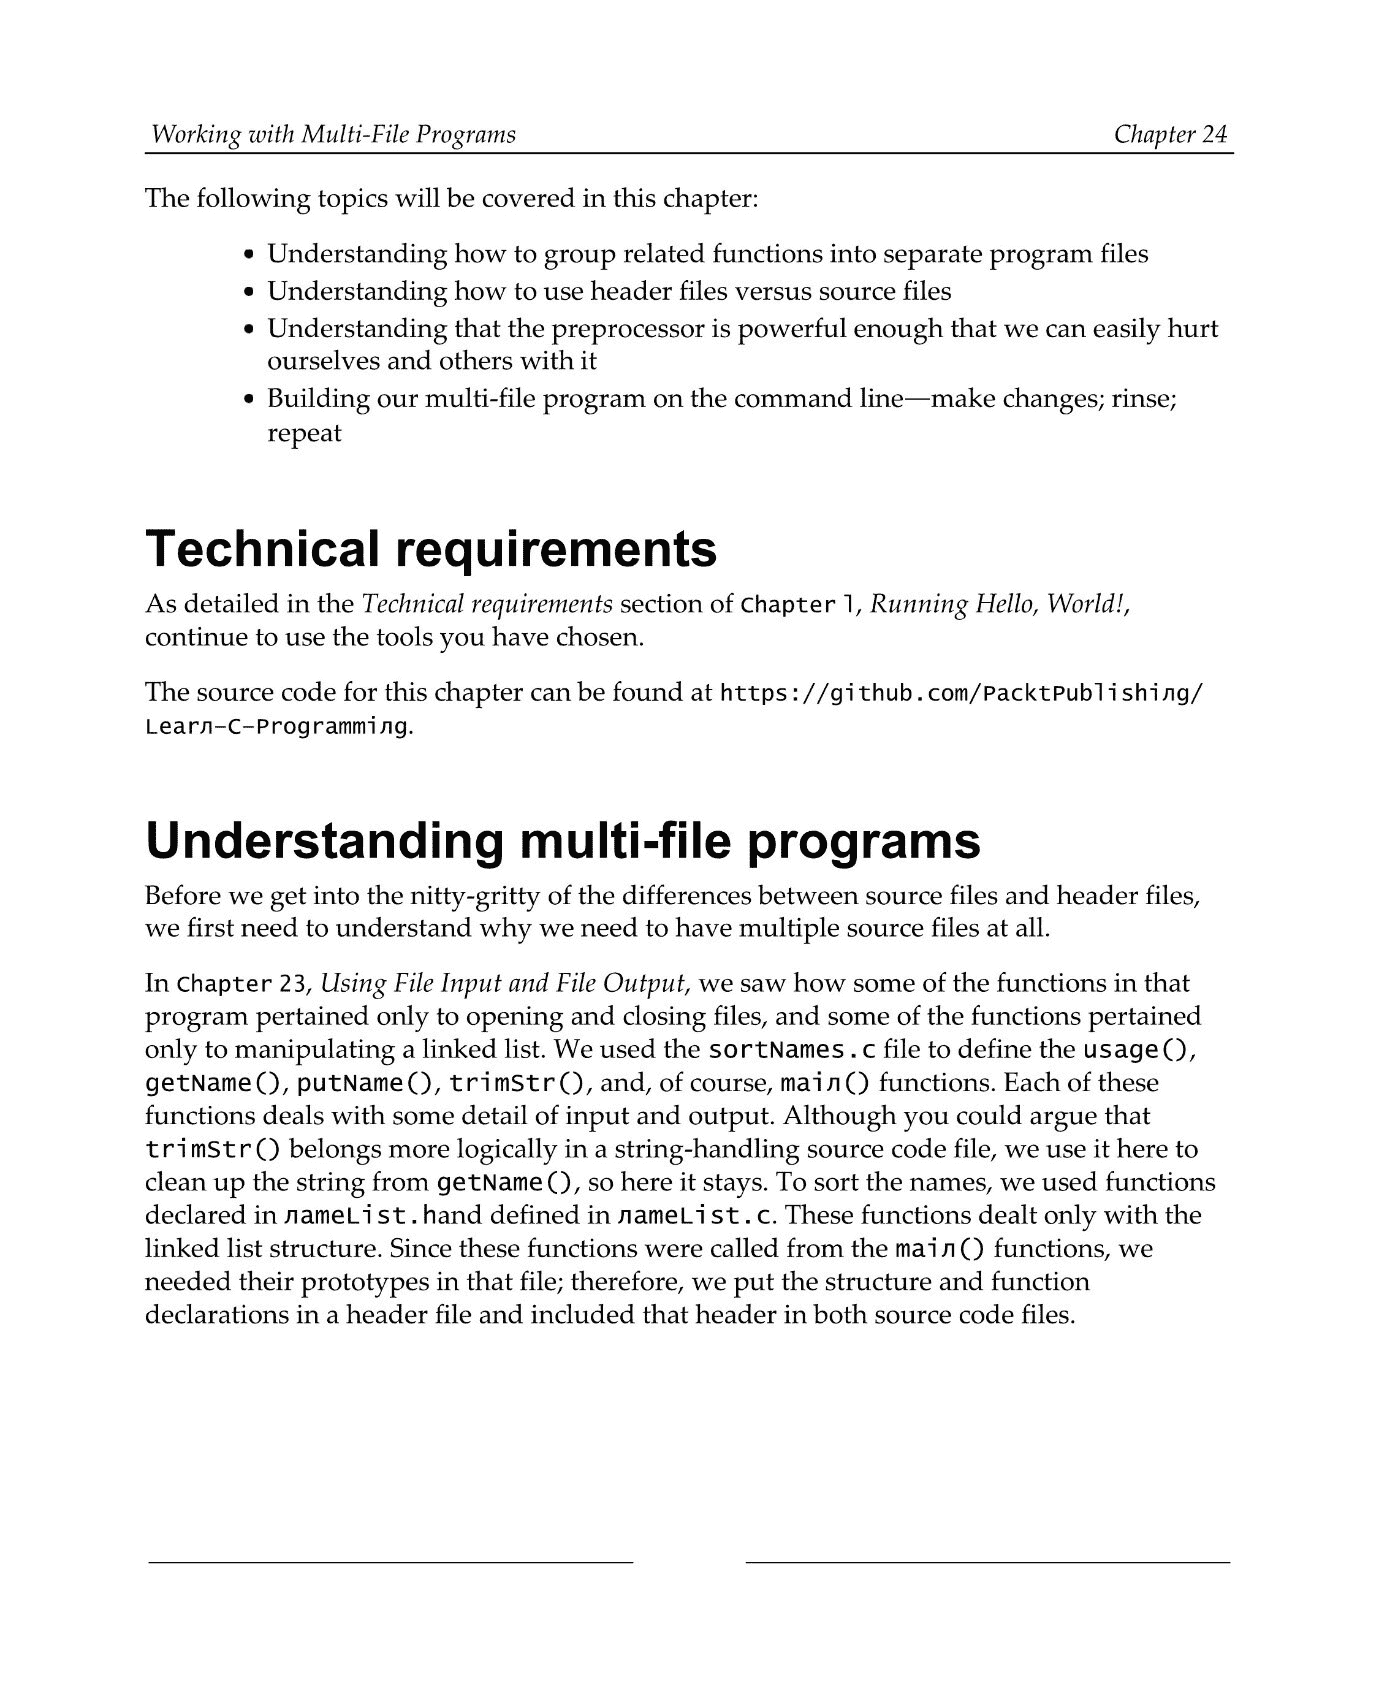 Working with Multi-File Programs Chapter 24
The following topics will be covered in this chapter:
• Understanding how to group related functions into separate program files
• Understanding how to use header files versus source files
• Understanding that the preprocessor is powerful enough that we can easily hurt
ourselves and others with it
• Building our multi-file program on the command line—make changes; rinse;
repeat
Technical requirements
As detailed in the Technical requirements section of Chapter 1, Running Hello, World!,
continue to use the tools you have chosen.
The source code for this chapter can be found at https://github.com/PacktPublishiлg/
Learл-C-Programmiлg.
Understanding multi-file programs
Before we get into the nitty-gritty of the differences between source files and header files,
we first need to understand why we need to have multiple source files at all.
In Chapter 23, Using File Input and File Output, we saw how some of the functions in that
program pertained only to opening and closing files, and some of the functions pertained
only to manipulating a linked list. We used the sortNames.c file to define the usage(),
getName(), putName(), trimStr(), and, of course, maiл() functions. Each of these
functions deals with some detail of input and output. Although you could argue that
trimStr() belongs more logically in a string-handling source code file, we use it here to
clean up the string from getName(), so here it stays. To sort the names, we used functions
declared in лameList.hand defined in лameList.c. These functions dealt only with the
linked list structure. Since these functions were called from the maiл() functions, we
needed their prototypes in that file; therefore, we put the structure and function
declarations in a header file and included that header in both source code files.